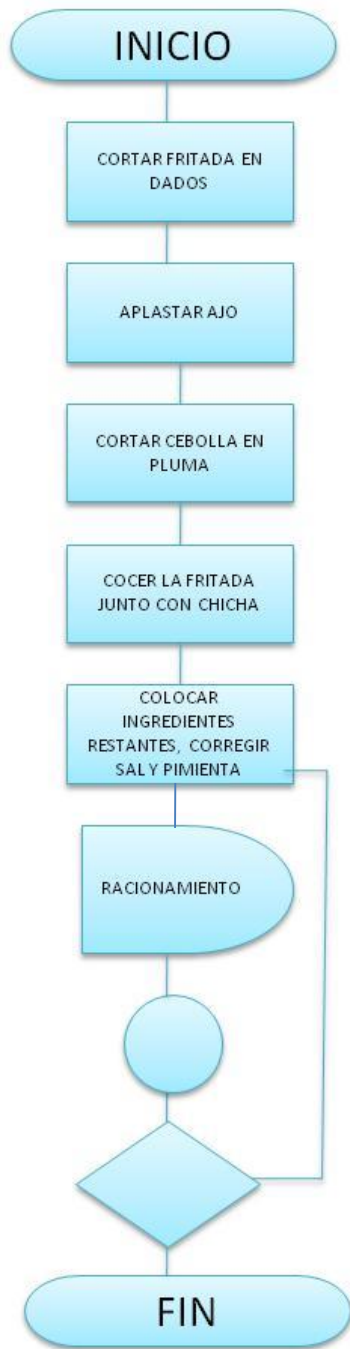 INICIO
CORTAR FRITADA EN
DADOS
APLASTAR AJO
CORTAR CEBOLLA EN
PLUMA
COCER LA FRITADA
JUNTO CON CHICHA
COLOCAR
INGREDIENTES
RESTANTES, CORREGIR
SAL Y PIMIENTA
RACIONAMIENTO
FIN